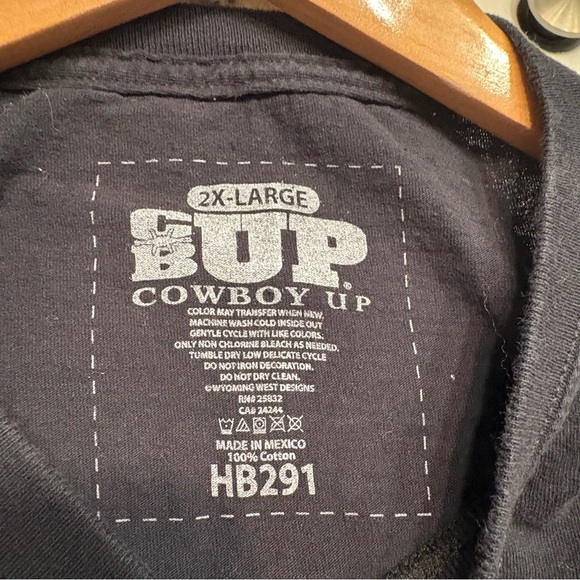 2X-LARGE
CB UP®
COWBOY UP
COLOR MAY TRANSFER WHEN NEW.
MACHINE WASH COLD INSIDE OUT
GENTLE CYCLE WITH LIKE COLORS.
ONLY NON CHLORINE BLEACH AS NEEDED.
TUMBLE DRY LOW DELICATE CYCLE
DO NOT IRON DECORATION.
DO NOT DRY CLEAN.
©WYOMING WEST DESIGNS
RN# 25832
CA# 24244
MADE IN MEXICO
100% Cotton
HB291